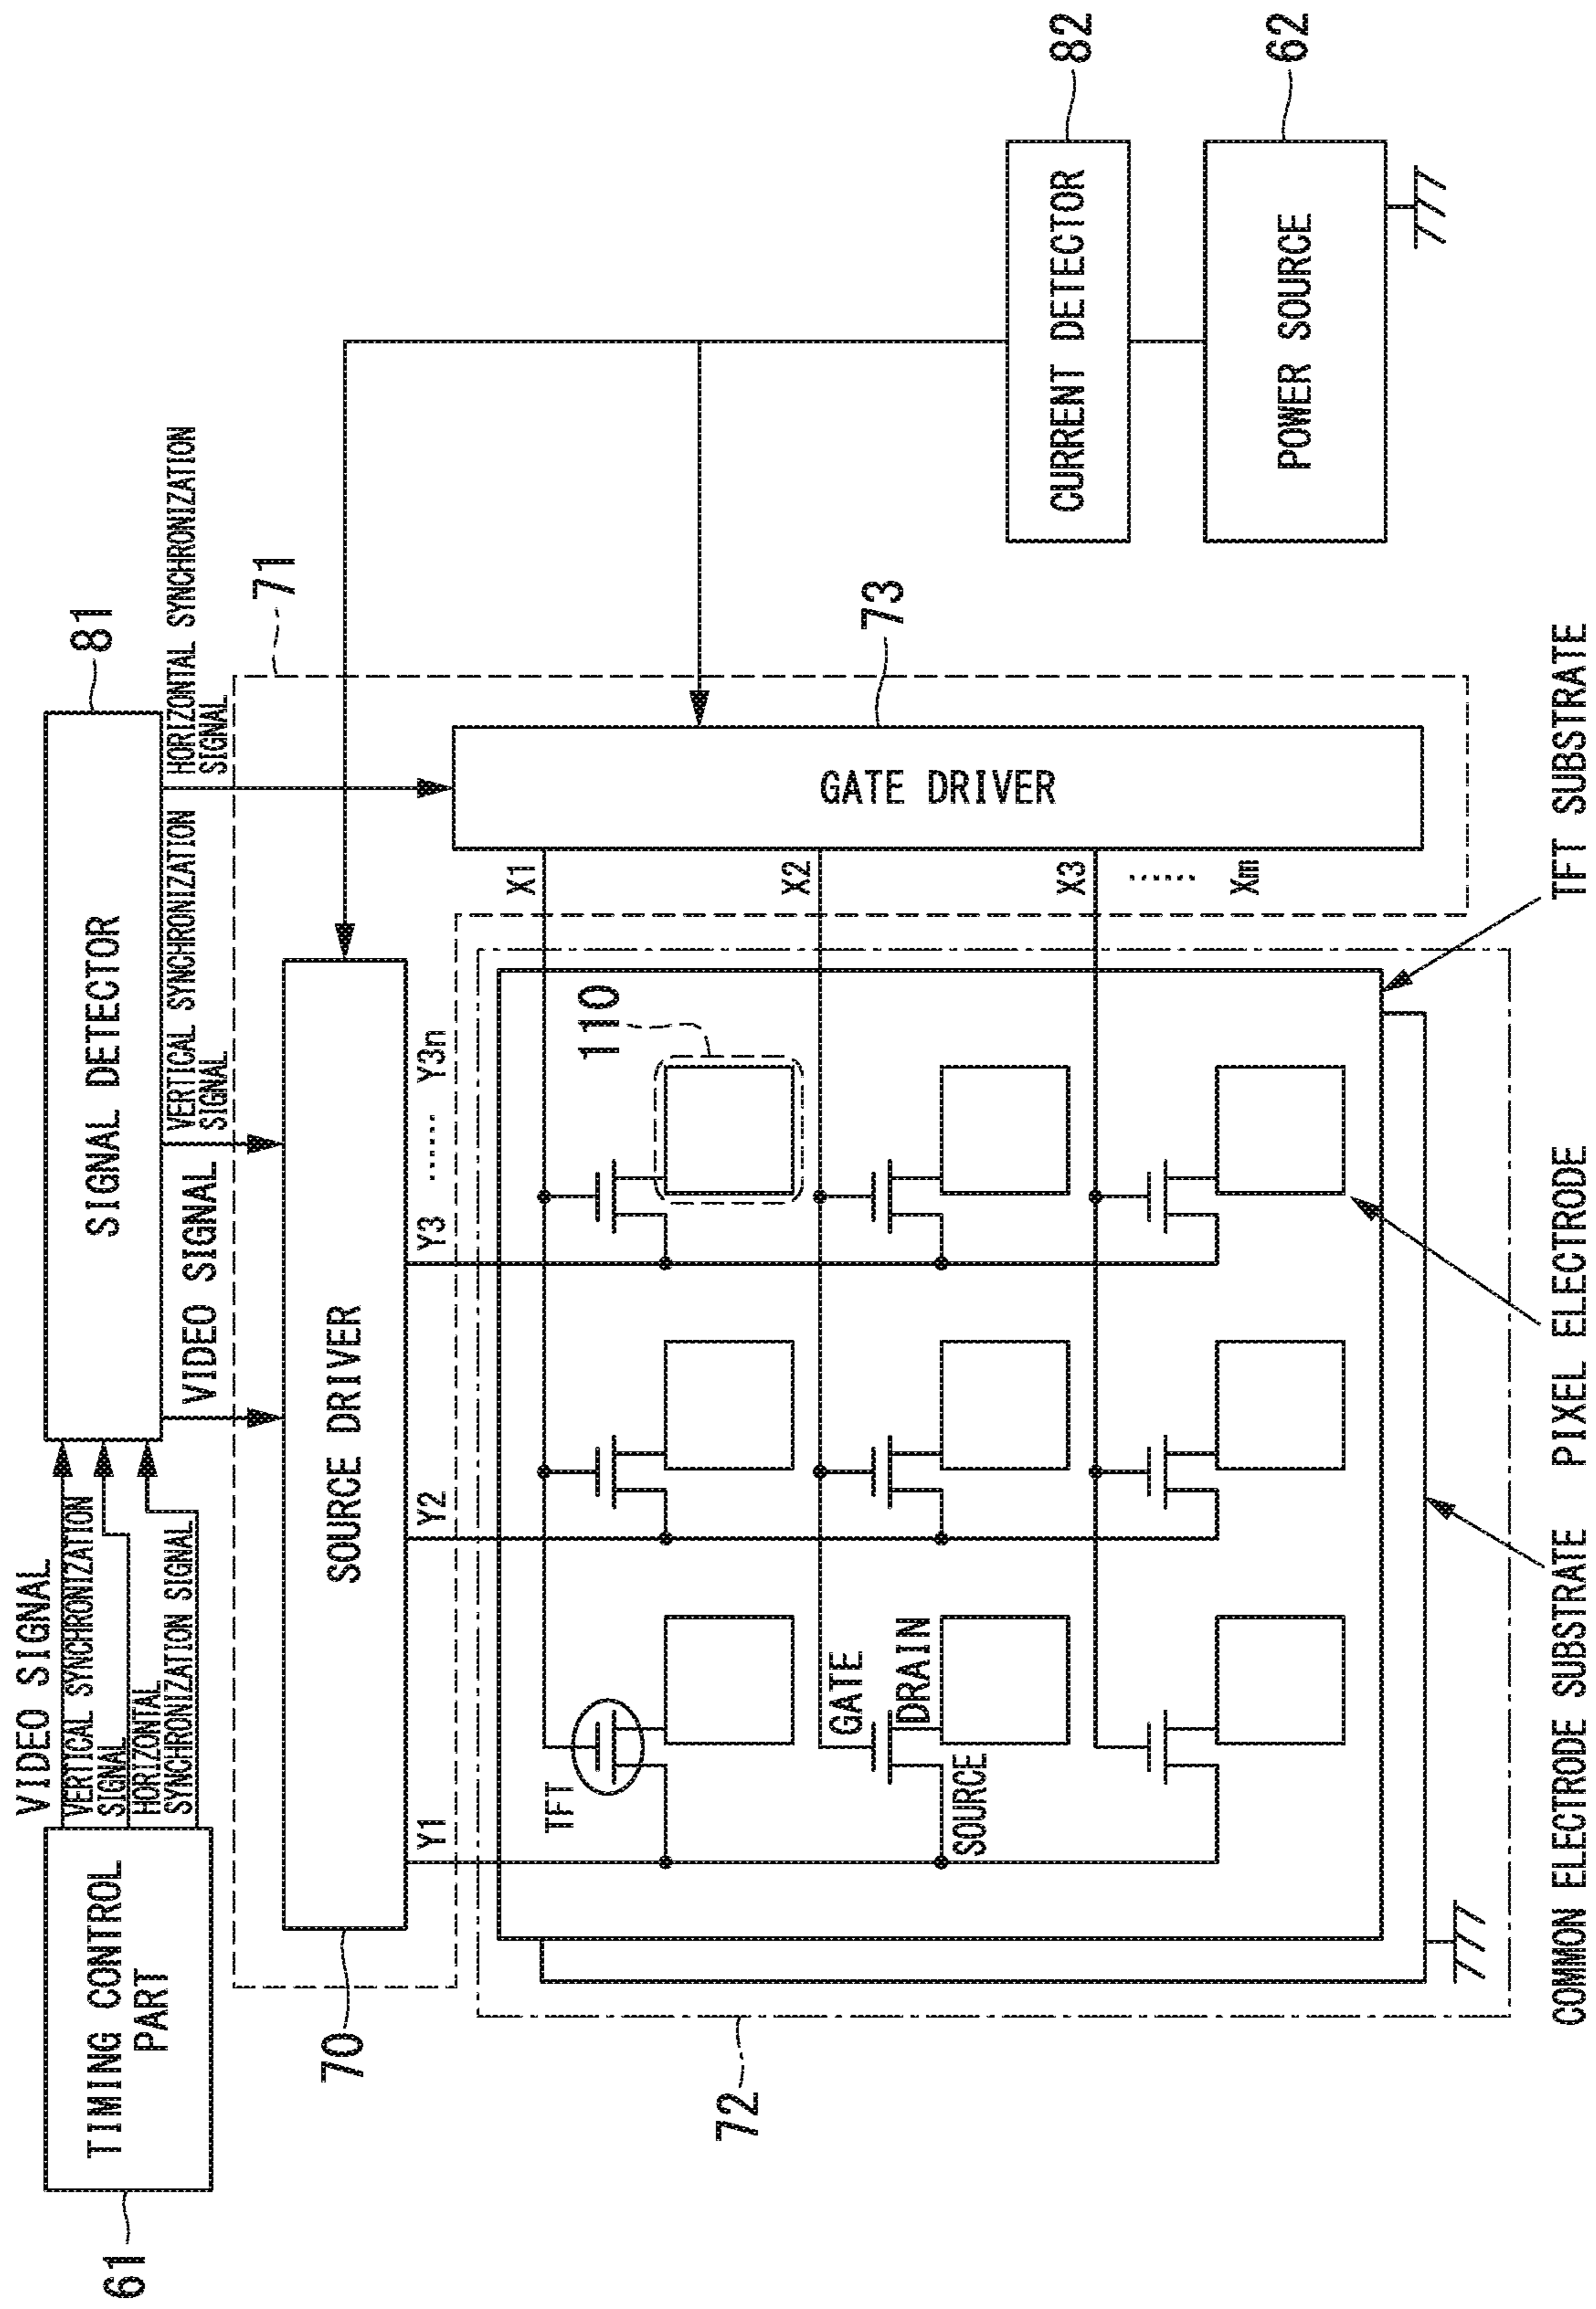 61
TIMING CONTROL
PART
VIDEO SIGNAL
VERTICAL SYNCHRONIZATION
SIGNAL
HORIZONTAL
SYNCHRONIZATION SIGNAL
SIGNAL DETECTOR
81
VIDEO SIGNAL
VERTICAL SYNCHRONIZATION
SIGNAL
HORIZONTAL SYNCHRONIZATION
SIGNAL
71
70
SOURCE DRIVER
Y1
Y2
Y3
Y3n
72
TFT
110
GATE
DRAIN
SOURCE
X1
X2
X3
Xm
GATE DRIVER
73
CURRENT DETECTOR
82
POWER SOURCE
62
COMMON ELECTRODE SUBSTRATE
PIXEL ELECTRODE
TFT SUBSTRATE